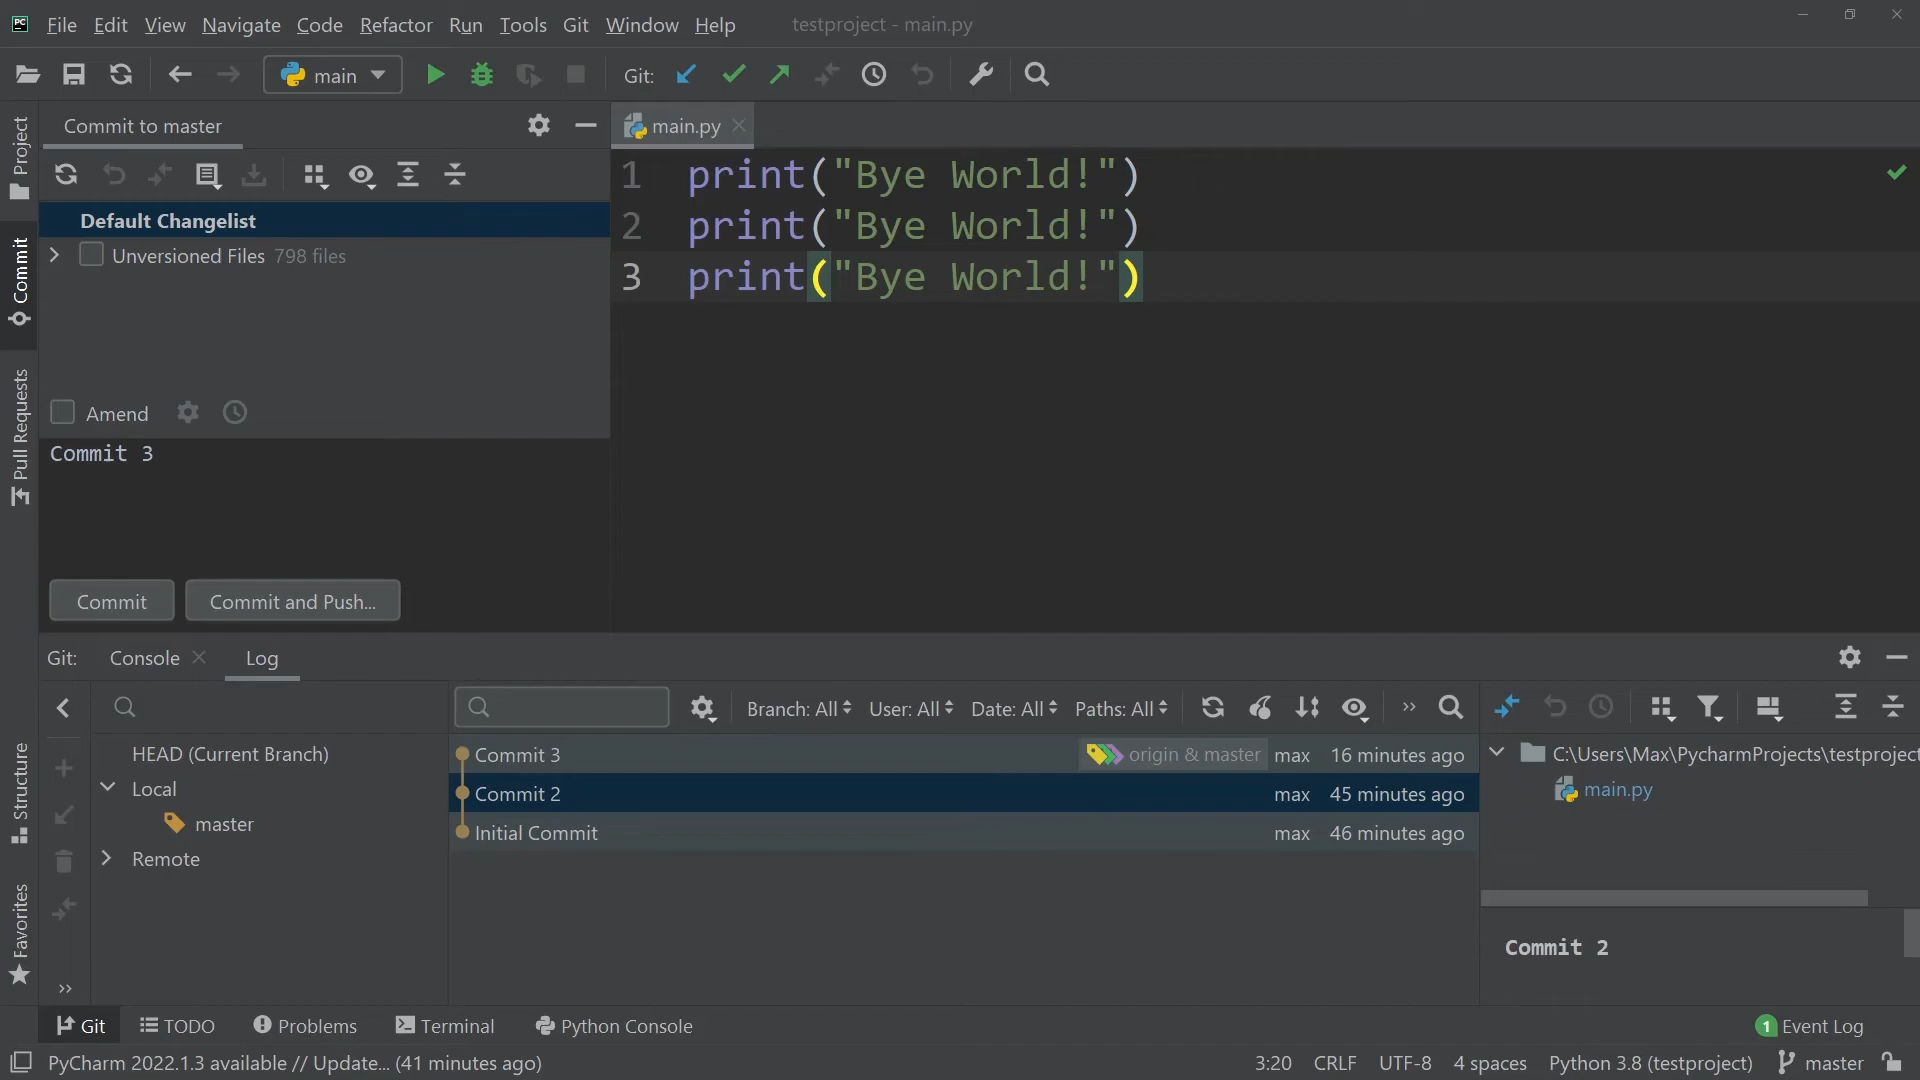 PC File Edit View Navigate Code Refactor Run Tools Git Window Help testproject - main.py
main Git:
Project
Commit
Pull Requests
Structure
Favorites
Commit to master
Default Changelist
Unversioned Files 798 files
Amend
Commit 3
Commit Commit and Push...
main.py
1 print("Bye World!")
2 print("Bye World!")
3 print("Bye World!")
Git: Console Log
Branch: All User: All Date: All Paths: All »
HEAD (Current Branch)
Local
master
Remote
»
Commit 3 origin & master max 16 minutes ago
Commit 2 max 45 minutes ago
Initial Commit max 46 minutes ago
C:\Users\Max\PycharmProjects\testproject
main.py
Commit 2
Git TODO Problems Terminal Python Console 1 Event Log
PyCharm 2022.1.3 available // Update... (41 minutes ago) 3:20 CRLF UTF-8 4 spaces Python 3.8 (testproject) master